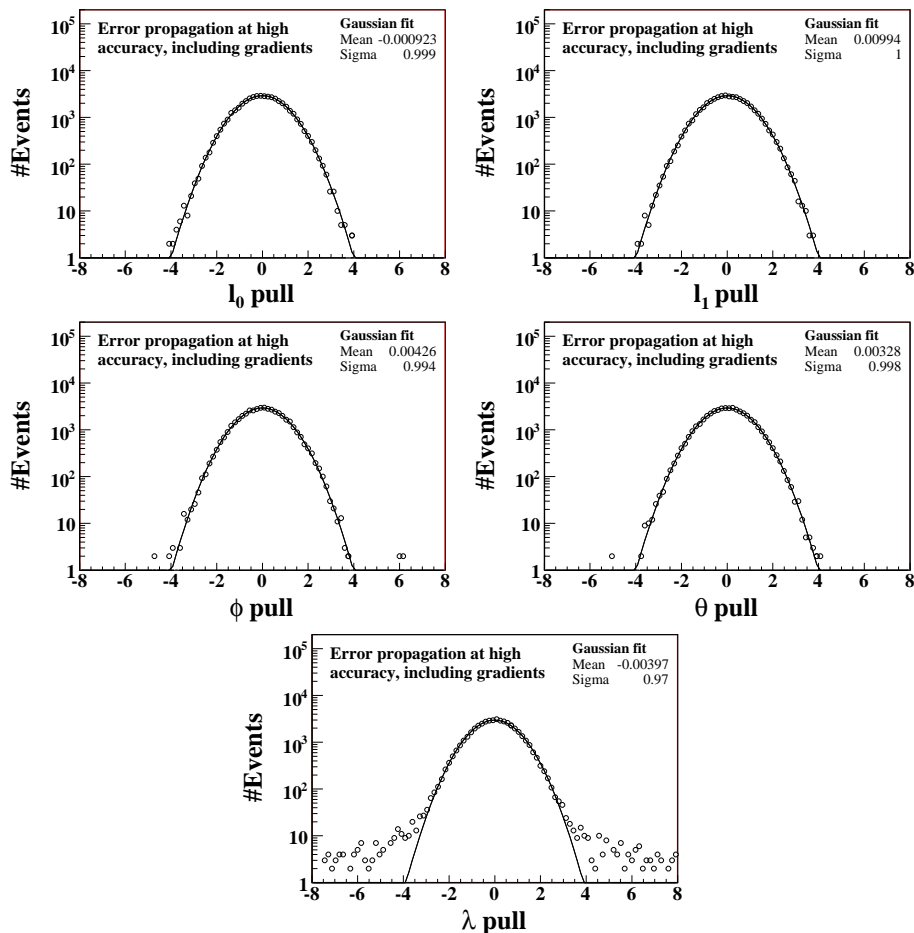 Error propagation at high
accuracy, including gradients
Gaussian fit
Mean -0.000923
Sigma 0.999
#Events
10⁵
10⁴
10³
10²
10
1
-8 -6 -4 -2 0 2 4 6 8
l₀ pull
Error propagation at high
accuracy, including gradients
Gaussian fit
Mean 0.00994
Sigma 1
#Events
10⁵
10⁴
10³
10²
10
1
-8 -6 -4 -2 0 2 4 6 8
l₁ pull
Error propagation at high
accuracy, including gradients
Gaussian fit
Mean 0.00426
Sigma 0.994
#Events
10⁵
10⁴
10³
10²
10
1
-8 -6 -4 -2 0 2 4 6 8
ϕ pull
Error propagation at high
accuracy, including gradients
Gaussian fit
Mean 0.00328
Sigma 0.998
#Events
10⁵
10⁴
10³
10²
10
1
-8 -6 -4 -2 0 2 4 6 8
θ pull
Error propagation at high
accuracy, including gradients
Gaussian fit
Mean -0.00397
Sigma 0.97
#Events
10⁵
10⁴
10³
10²
10
1
-8 -6 -4 -2 0 2 4 6 8
λ pull